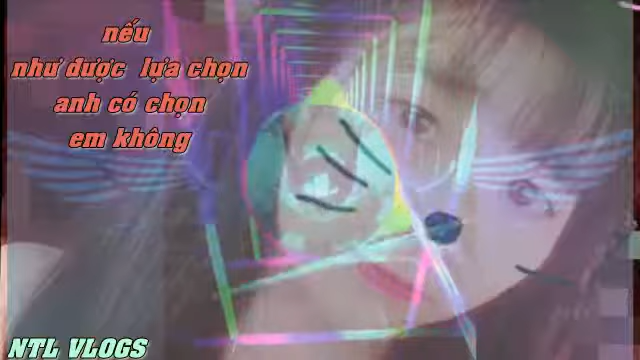 nếu
như được lựa chọn
anh có chọn
em không
NTL VLOGS